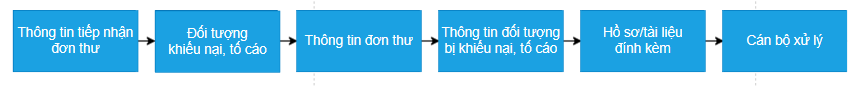 Thông tin tiếp nhận
đơn thư
Đối tượng
khiếu nại, tố cáo
Thông tin đơn thư
Thông tin đối tượng
bị khiếu nại, tố cáo
Hồ sơ/tài liệu
đính kèm
Cán bộ xử lý